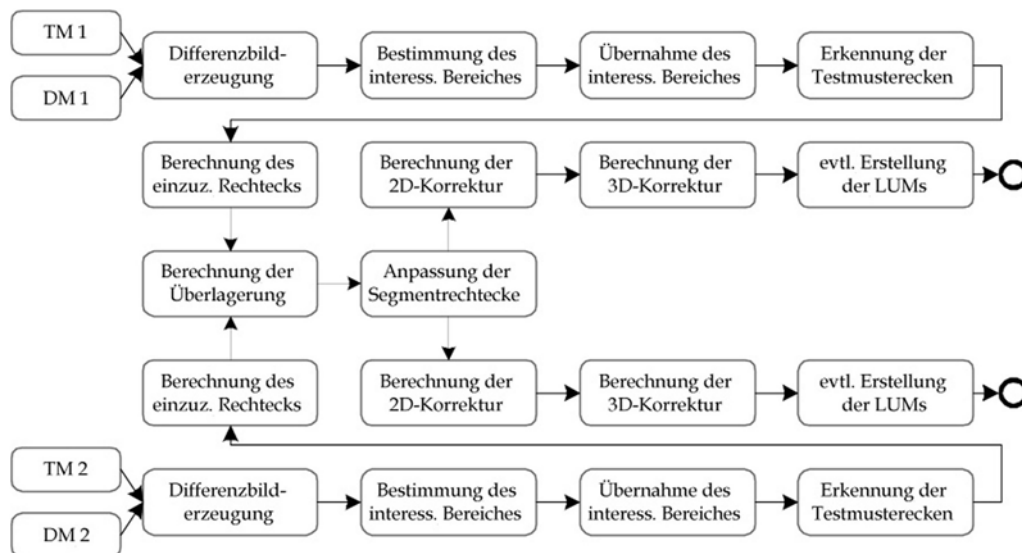 TM 1
DM 1
Differenzbild-
erzeugung
Bestimmung des
interess. Bereiches
Übernahme des
interess. Bereiches
Erkennung der
Testmusterecken
Berechnung des
einzuz. Rechtecks
Berechnung der
2D-Korrektur
Berechnung der
3D-Korrektur
evtl. Erstellung
der LUMs
Berechnung der
Überlagerung
Anpassung der
Segmentrechtecke
Berechnung des
einzuz. Rechtecks
Berechnung der
2D-Korrektur
Berechnung der
3D-Korrektur
evtl. Erstellung
der LUMs
TM 2
DM 2
Differenzbild-
erzeugung
Bestimmung des
interess. Bereiches
Übernahme des
interess. Bereiches
Erkennung der
Testmusterecken